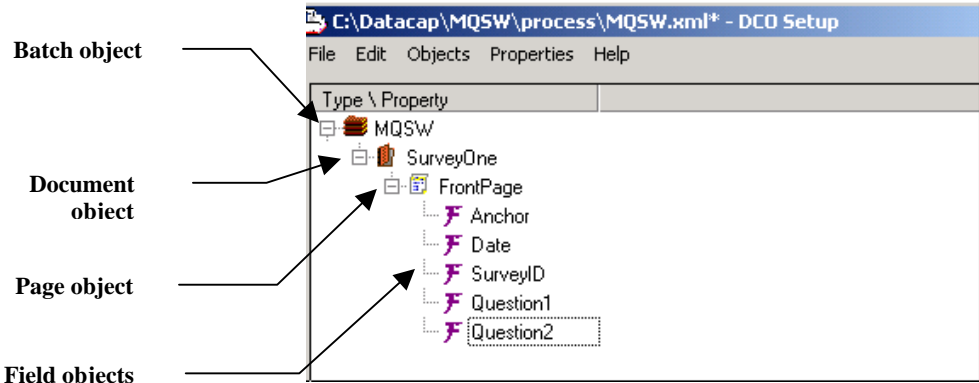 C:\Datacap\MQSW\process\MQSW.xml* - DCO Setup
File Edit Objects Properties Help
Type \ Property
MQSW
SurveyOne
FrontPage
Anchor
Date
SurveyID
Question1
Question2
Batch object
Document
object
Page object
Field objects